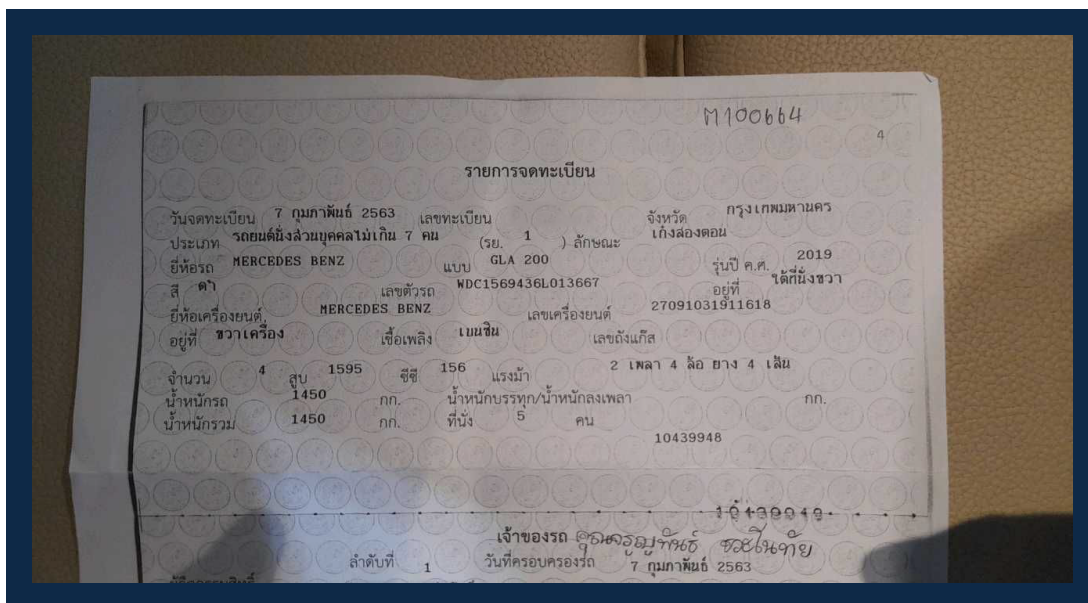 M100664
4
รายการจดทะเบียน
วันจดทะเบียน 7 กุมภาพันธ์ 2563 เลขทะเบียน จังหวัด กรุงเทพมหานคร
ประเภท รถยนต์นั่งส่วนบุคคลไม่เกิน 7 คน (รย. 1 ) ลักษณะ เก๋งสองตอน
ยี่ห้อรถ MERCEDES BENZ แบบ GLA 200 รุ่นปี ค.ศ. 2019
สี ดำ เลขตัวรถ WDC1569436L013667 อยู่ที่ ใต้ที่นั่งขวา
ยี่ห้อเครื่องยนต์ MERCEDES BENZ เลขเครื่องยนต์ 27091031911618
อยู่ที่ ขวาเครื่อง เชื้อเพลิง เบนซิน เลขถังแก๊ส
จำนวน 4 สูบ 1595 ซีซี 156 แรงม้า 2 เพลา 4 ล้อ ยาง 4 เส้น
น้ำหนักรถ 1450 กก. น้ำหนักบรรทุก/น้ำหนักลงเพลา กก.
น้ำหนักรวม 1450 กก. ที่นั่ง 5 คน
10439948
เจ้าของรถ
ลำดับที่ 1 วันที่ครอบครองรถ 7 กุมภาพันธ์ 2563